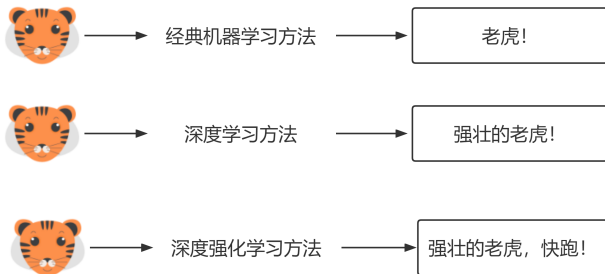 经典机器学习方法
老虎！
深度学习方法
强壮的老虎！
深度强化学习方法
强壮的老虎，快跑！